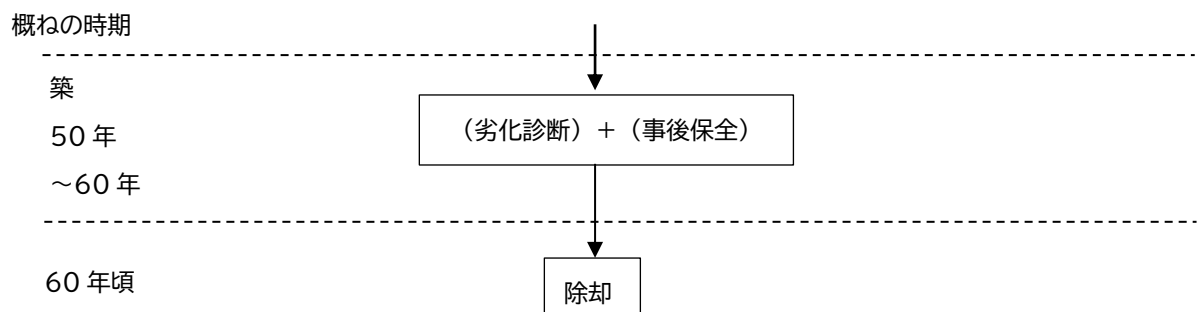 概ねの時期
築
50 年
~60 年
（劣化診断）＋（事後保全）
60 年頃
除却